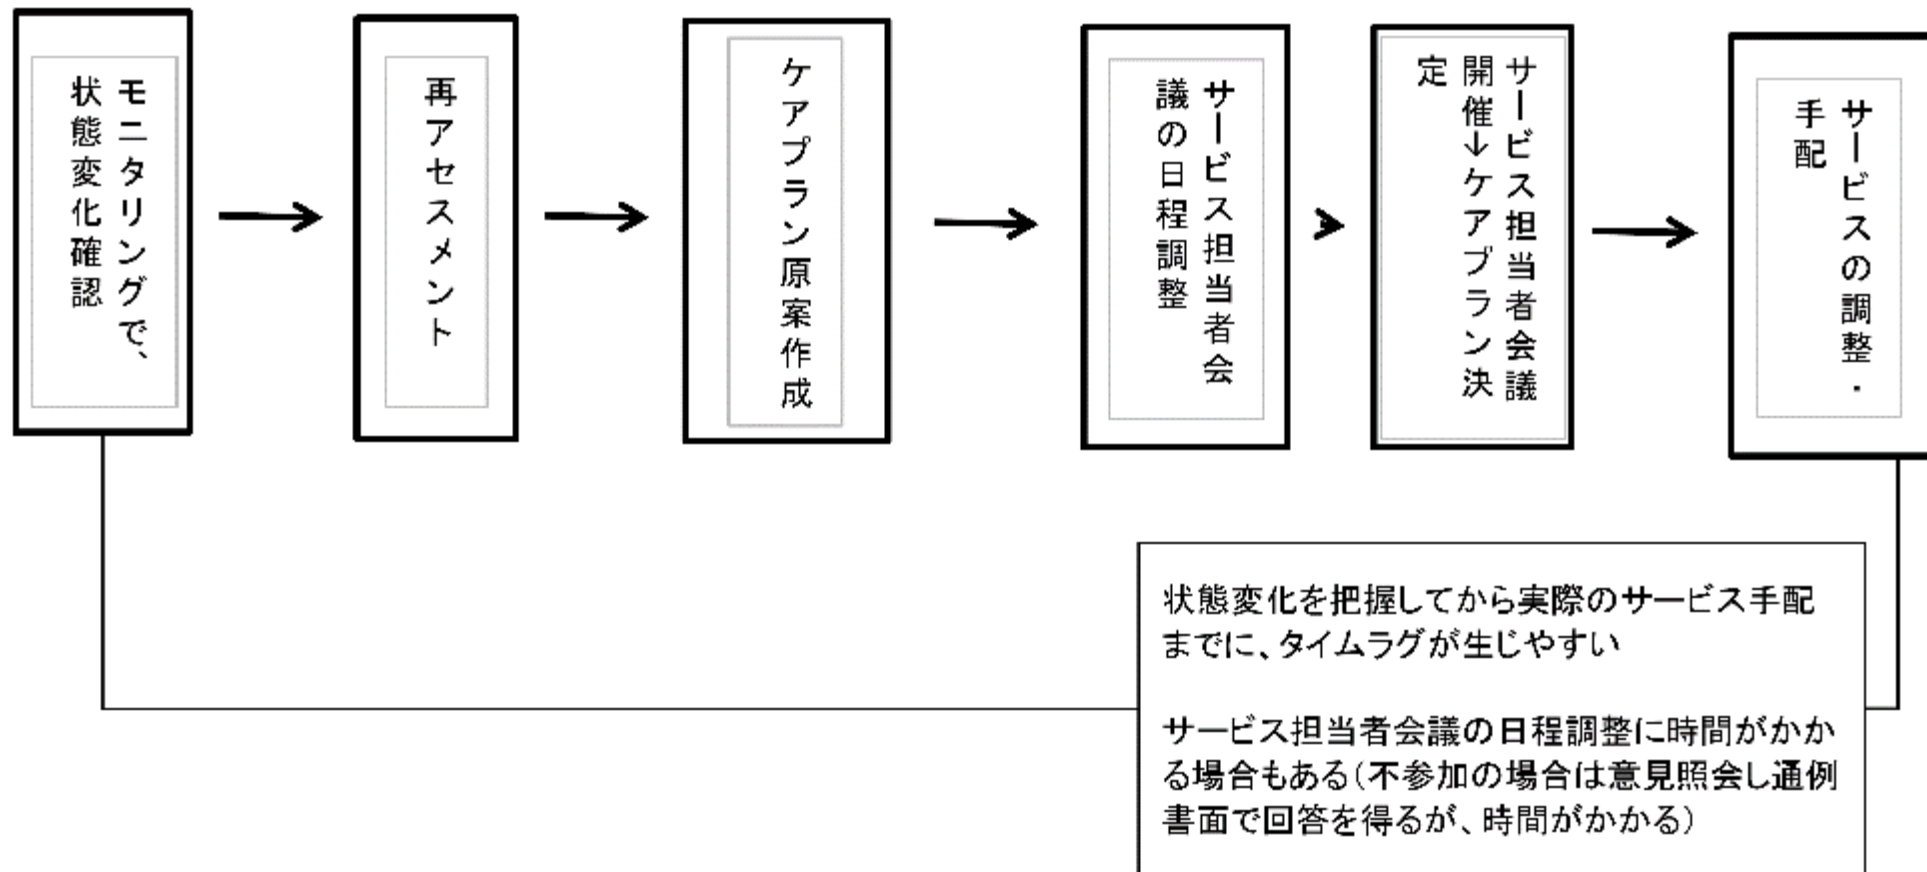 モニタリングで、
状態変化確認
再アセスメント
ケアプラン原案作成
サービス担当者会
議の日程調整
サービス担当者会議
開催→ケアプラン決
定
サービスの調整・
手配
状態変化を把握してから実際のサービス手配
までに、タイムラグが生じやすい
サービス担当者会議の日程調整に時間がかか
る場合もある(不参加の場合は意見照会し通例
書面で回答を得るが、時間がかかる)